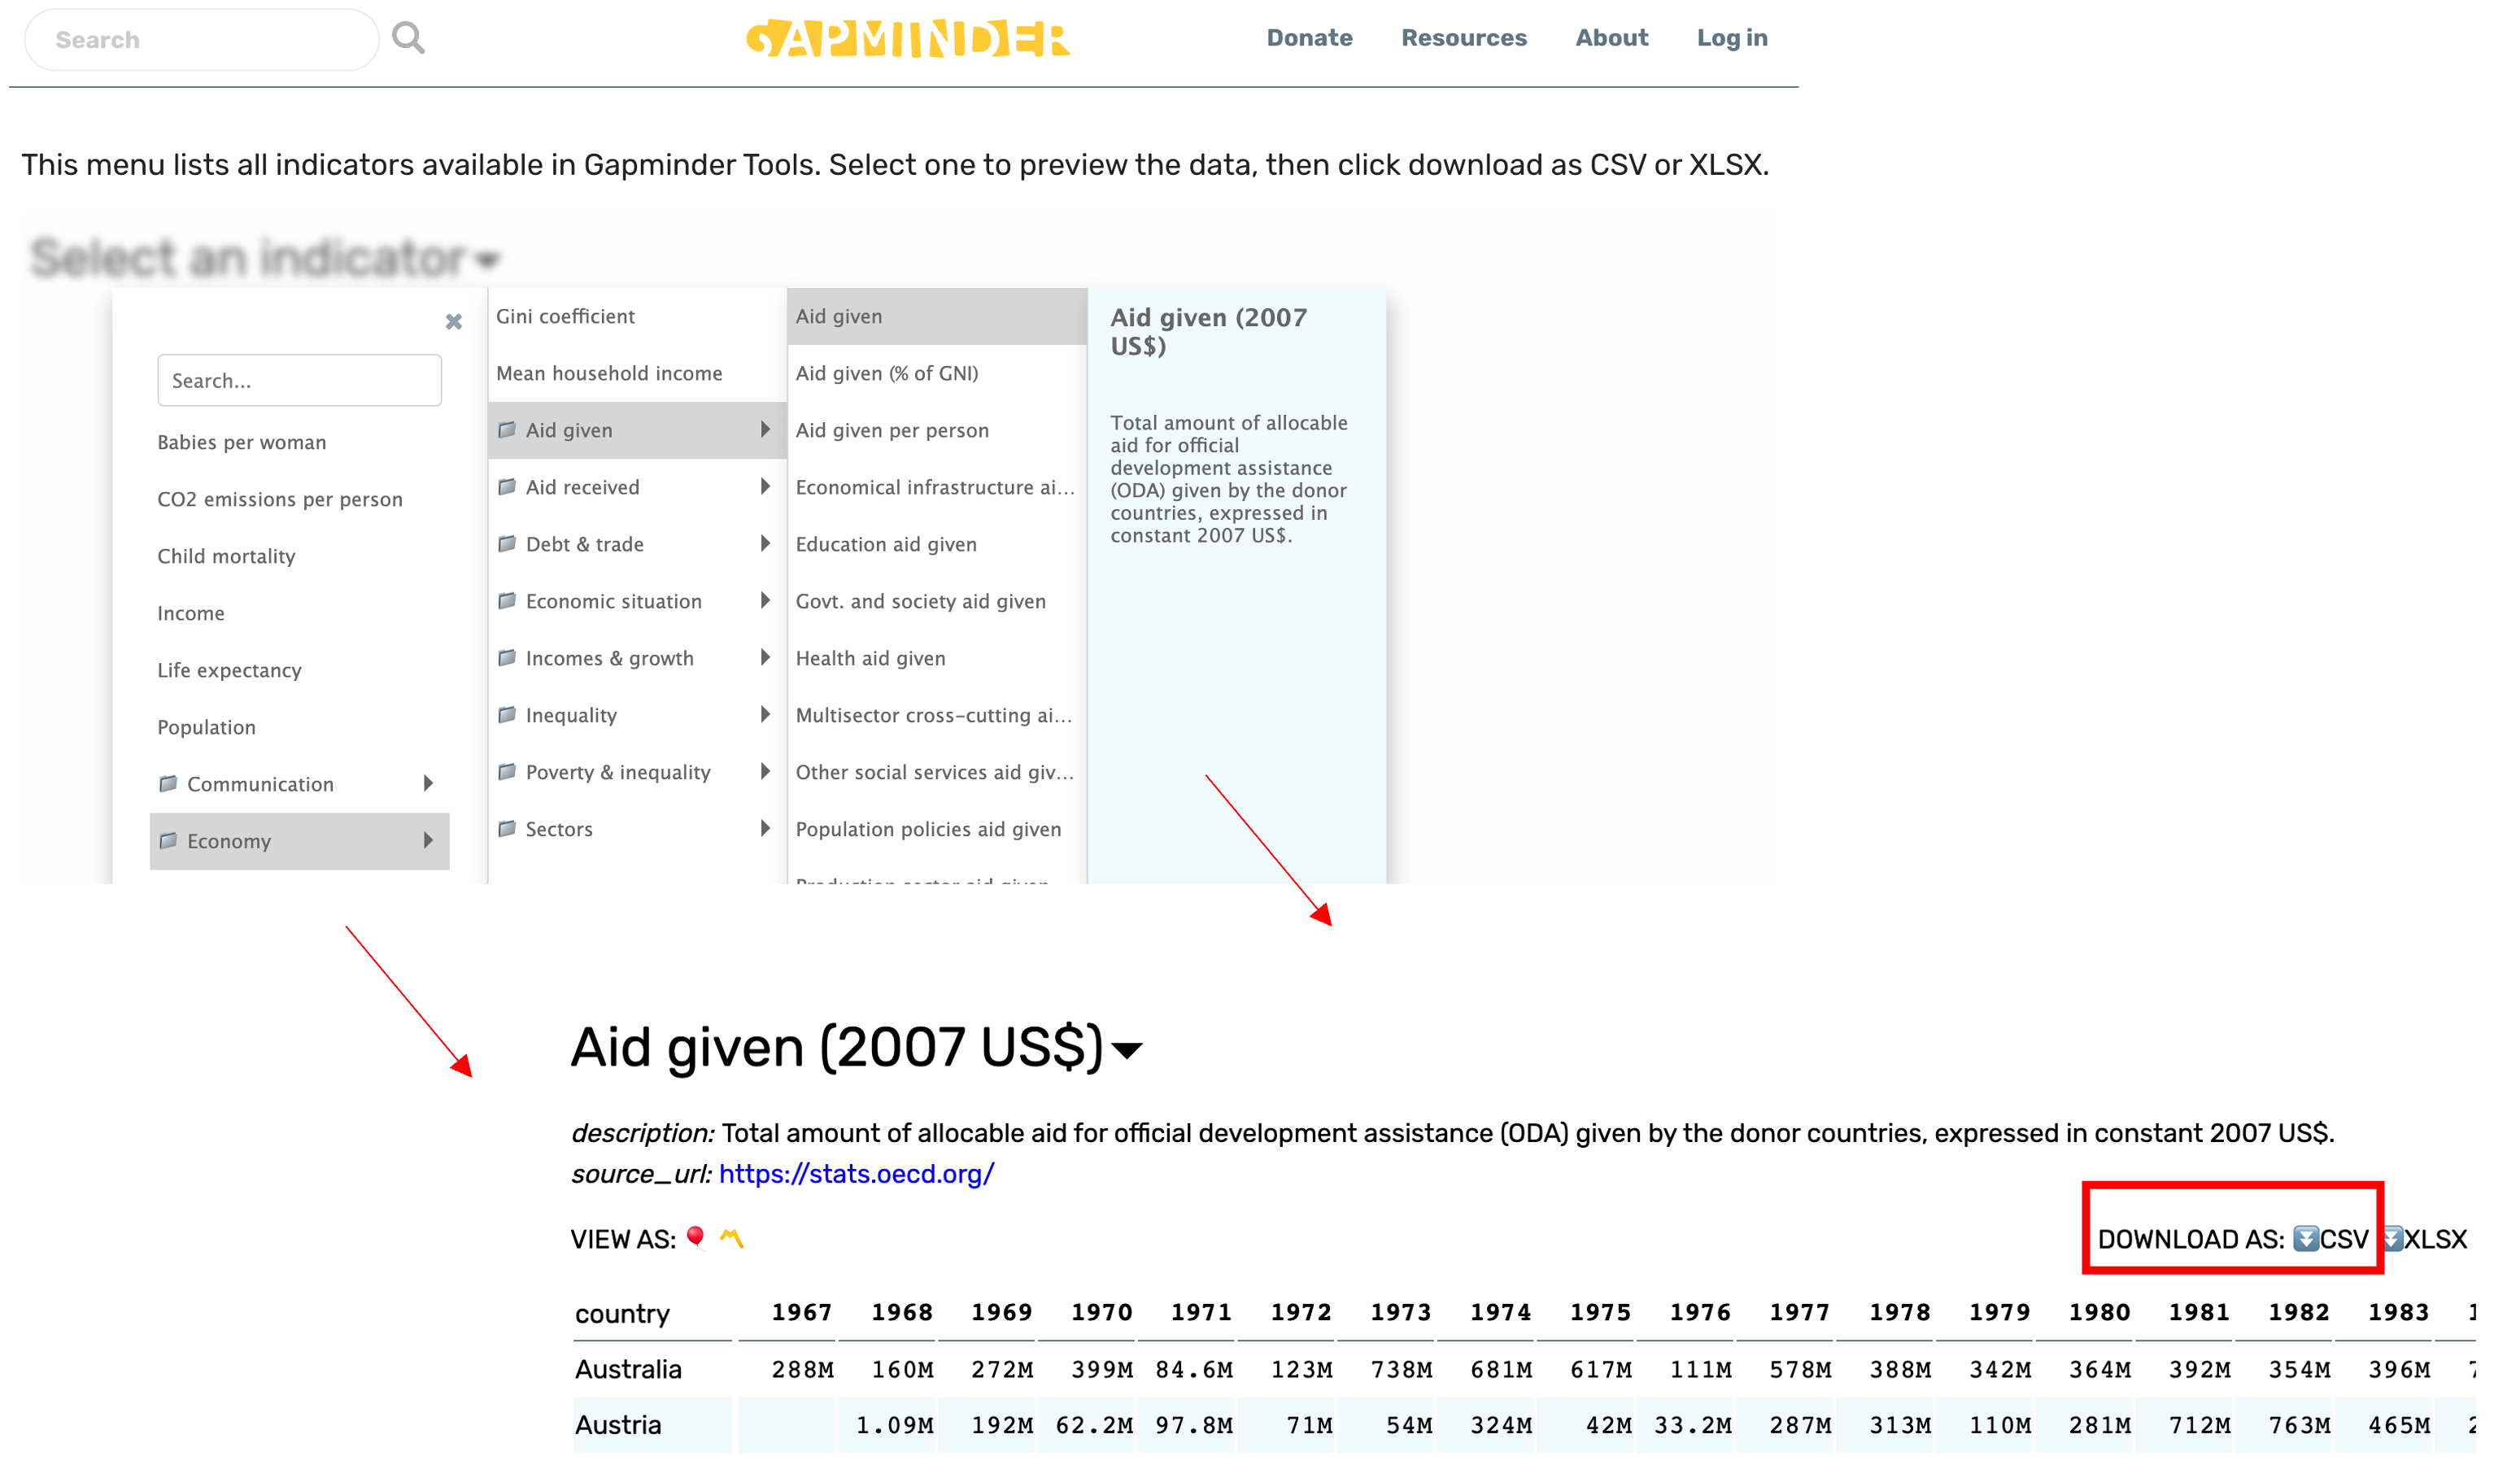 Search
GAPMINDER
Donate Resources About Log in
This menu lists all indicators available in Gapminder Tools. Select one to preview the data, then click download as CSV or XLSX.
Select an indicator
Search...
Babies per woman
CO2 emissions per person
Child mortality
Income
Life expectancy
Population
Communication
Economy
Gini coefficient
Mean household income
Aid given
Aid received
Debt & trade
Economic situation
Incomes & growth
Inequality
Poverty & inequality
Sectors
Aid given
Aid given (% of GNI)
Aid given per person
Economical infrastructure ai...
Education aid given
Govt. and society aid given
Health aid given
Multisector cross-cutting ai...
Other social services aid giv...
Population policies aid given
Production sector aid given
Aid given (2007
US$)
Total amount of allocable
aid for official
development assistance
(ODA) given by the donor
countries, expressed in
constant 2007 US$.
Aid given (2007 US$)
description: Total amount of allocable aid for official development assistance (ODA) given by the donor countries, expressed in constant 2007 US$.
source_url: https://stats.oecd.org/
VIEW AS: DOWNLOAD AS: CSV XLSX
country 1967 1968 1969 1970 1971 1972 1973 1974 1975 1976 1977 1978 1979 1980 1981 1982 1983
Australia 288M 160M 272M 399M 84.6M 123M 738M 681M 617M 111M 578M 388M 342M 364M 392M 354M 396M
Austria 1.09M 192M 62.2M 97.8M 71M 54M 324M 42M 33.2M 287M 313M 110M 281M 712M 763M 465M